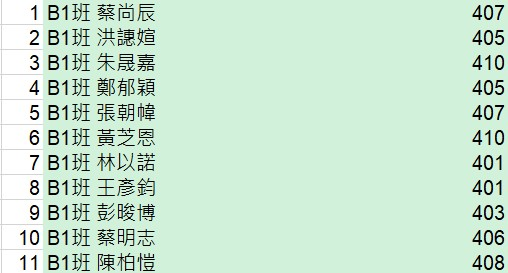 1 B1班 蔡尚辰 407
2 B1班 洪謥媗 405
3 B1班 朱晟嘉 410
4 B1班 鄭郁穎 405
5 B1班 張朝幃 407
6 B1班 黃芝恩 410
7 B1班 林以諾 401
8 B1班 王彥鈞 401
9 B1班 彭晙博 403
10 B1班 蔡明志 406
11 B1班 陳柏愷 408